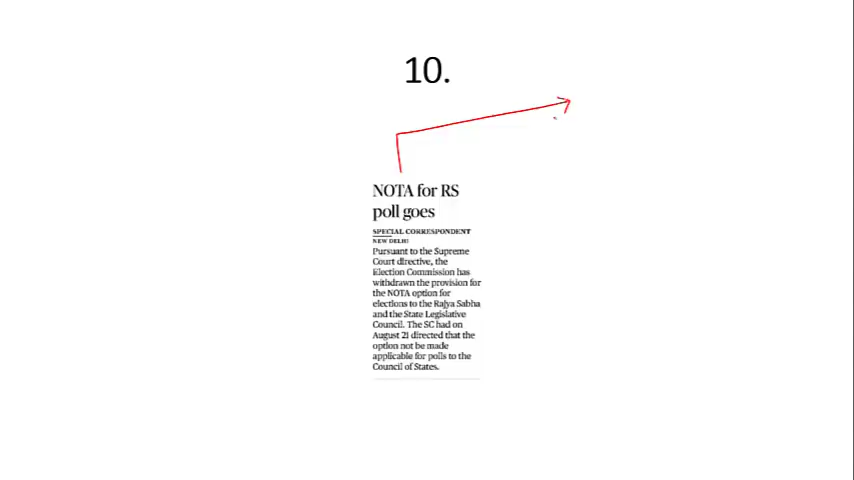 10.
NOTA for RS
poll goes
SPECIAL CORRESPONDENT
NEW DELHI
Pursuant to the Supreme
Court directive, the
Election Commission has
withdrawn the provision for
the NOTA option for
elections to the Rajya Sabha
and the State Legislative
Council. The SC had on
August 21 directed that the
option not be made
applicable for polls to the
Council of States.